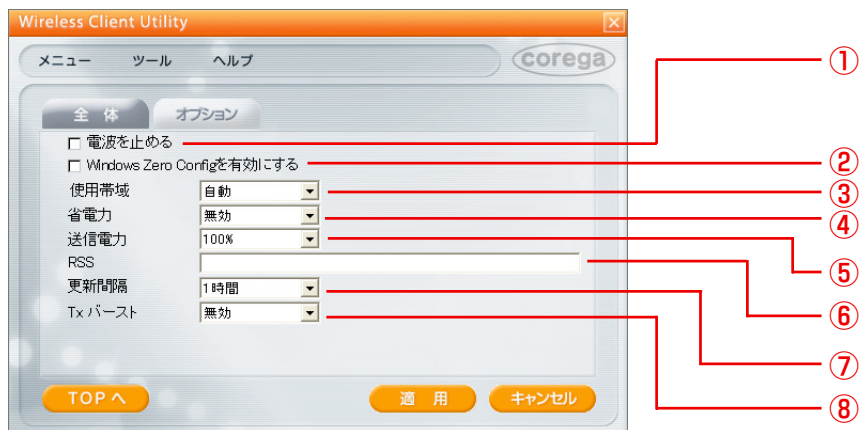 Wireless Client Utility
メニュー ツール ヘルプ corega
全 体 オプション
電波を止める
Windows Zero Configを有効にする
使用帯域 自動
省電力 無効
送信電力 100%
RSS
更新間隔 1時間
Tx バースト 無効
TOPへ 適 用 キャンセル
①
②
③
④
⑤
⑥
⑦
⑧